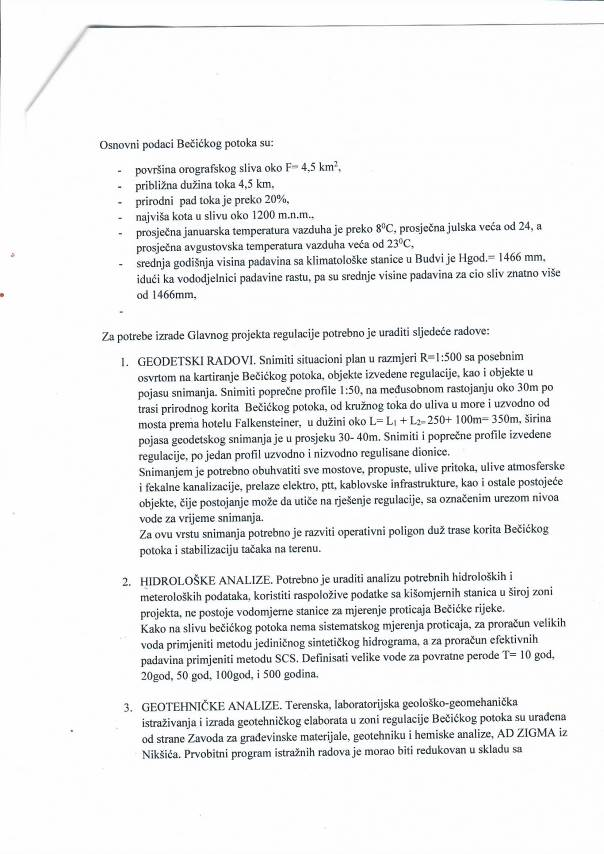 Osnovni podaci Bečićkog potoka su:
- površina orografskog sliva oko F= 4,5 km²,
- približna dužina toka 4,5 km,
- prirodni pad toka je preko 20%,
- najviša kota u slivu oko 1200 m.n.m.,
- prosječna januarska temperatura vazduha je preko 8⁰C, prosječna julska veća od 24, a
prosječna avgustovska temperatura vazduha veća od 23⁰C,
- srednja godišnja visina padavina sa klimatološke stanice u Budvi je Hgod.= 1466 mm,
idući ka vododjelnici padavine rastu, pa su srednje visine padavina za cio sliv znatno više
od 1466mm,
-
Za potrebe izrade Glavnog projekta regulacije potrebno je uraditi sljedeće radove:
1. GEODETSKI RADOVI. Snimiti situacioni plan u razmjeri R=1:500 sa posebnim
osvrtom na kartiranje Bečićkog potoka, objekte izvedene regulacije, kao i objekte u
pojasu snimanja. Snimiti poprečne profile 1:50, na međusobnom rastojanju oko 30m po
trasi prirodnog korita Bečićkog potoka, od kružnog toka do uliva u more i uzvodno od
mosta prema hotelu Falkensteiner, u dužini oko L= L₁ + L₂=250+ 100m= 350m, širina
pojasa geodetskog snimanja je u prosjeku 30- 40m. Snimiti i poprečne profile izvedene
regulacije, po jedan profil uzvodno i nizvodno regulisane dionice.
Snimanjem je potrebno obuhvatiti sve mostove, propuste, ulive pritoka, ulive atmosferske
i fekalne kanalizacije, prelaze elektro, ptt, kablovske infrastrukture, kao i ostale postojeće
objekte, čije postojanje može da utiče na rješenje regulacije, sa označenim urezom nivoa
vode za vrijeme snimanja.
Za ovu vrstu snimanja potrebno je razviti operativni poligon duž trase korita Bečićkog
potoka i stabilizaciju tačaka na terenu.
2. HIDROLOŠKE ANALIZE. Potrebno je uraditi analizu potrebnih hidroloških i
meteroloških podataka, koristiti raspoložive podatke sa kišomjernih stanica u široj zoni
projekta, ne postoje vodomjerne stanice za mjerenje proticaja Bečićke rijeke.
Kako na slivu bečićkog potoka nema sistematskog mjerenja proticaja, za proračun velikih
voda primjeniti metodu jediničnog sintetičkog hidrograma, a za proračun efektivnih
padavina primjeniti metodu SCS. Definisati velike vode za povratne perode T= 10 god,
20god, 50 god, 100god, i 500 godina.
3. GEOTEHNIČKE ANALIZE. Terenska, laboratorijska geološko-geomehanička
istraživanja i izrada geotehničkog elaborata u zoni regulacije Bečićkog potoka su urađena
od strane Zavoda za građevinske materijale, geotehniku i hemiske analize, AD ZIGMA iz
Nikšića. Prvobitni program istražnih radova je morao biti redukovan u skladu sa